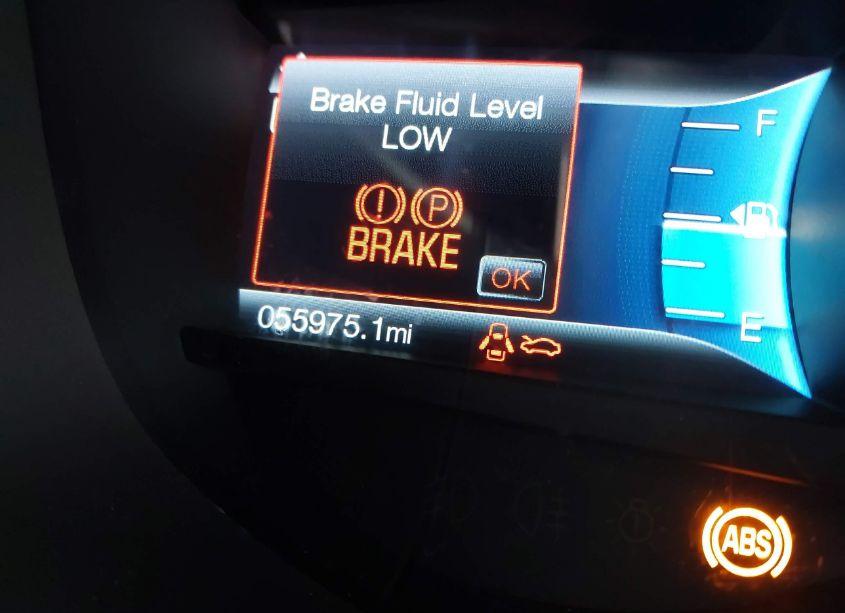 Brake Fluid Level
LOW
F
(!) (P)
BRAKE
OK
055975.1mi
E
ABS